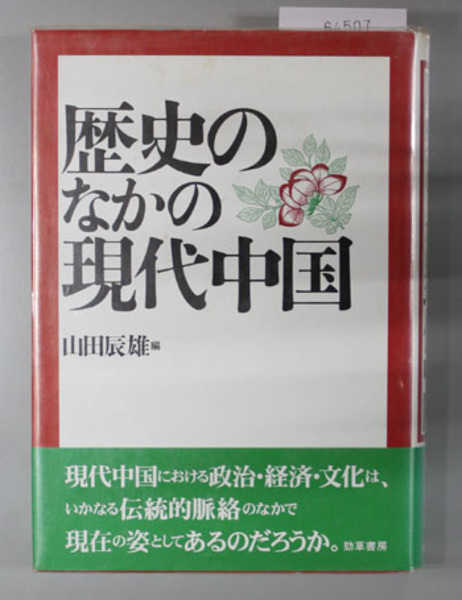 64507
歴史の
なかの
現代中国
山田辰雄編
現代中国における政治・経済・文化は、
いかなる伝統的脈絡のなかで
現在の姿としてあるのだろうか。勁草書房